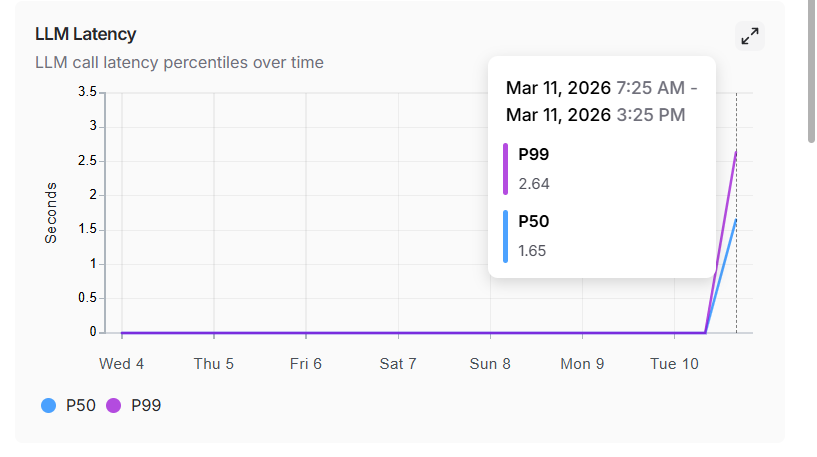 LLM Latency
LLM call latency percentiles over time
Mar 11, 2026 7:25 AM -
Mar 11, 2026 3:25 PM
P99
2.64
P50
1.65
3.5
3
2.5
2
1.5
1
0.5
0
Seconds
Wed 4 Thu 5 Fri 6 Sat 7 Sun 8 Mon 9 Tue 10
P50 P99